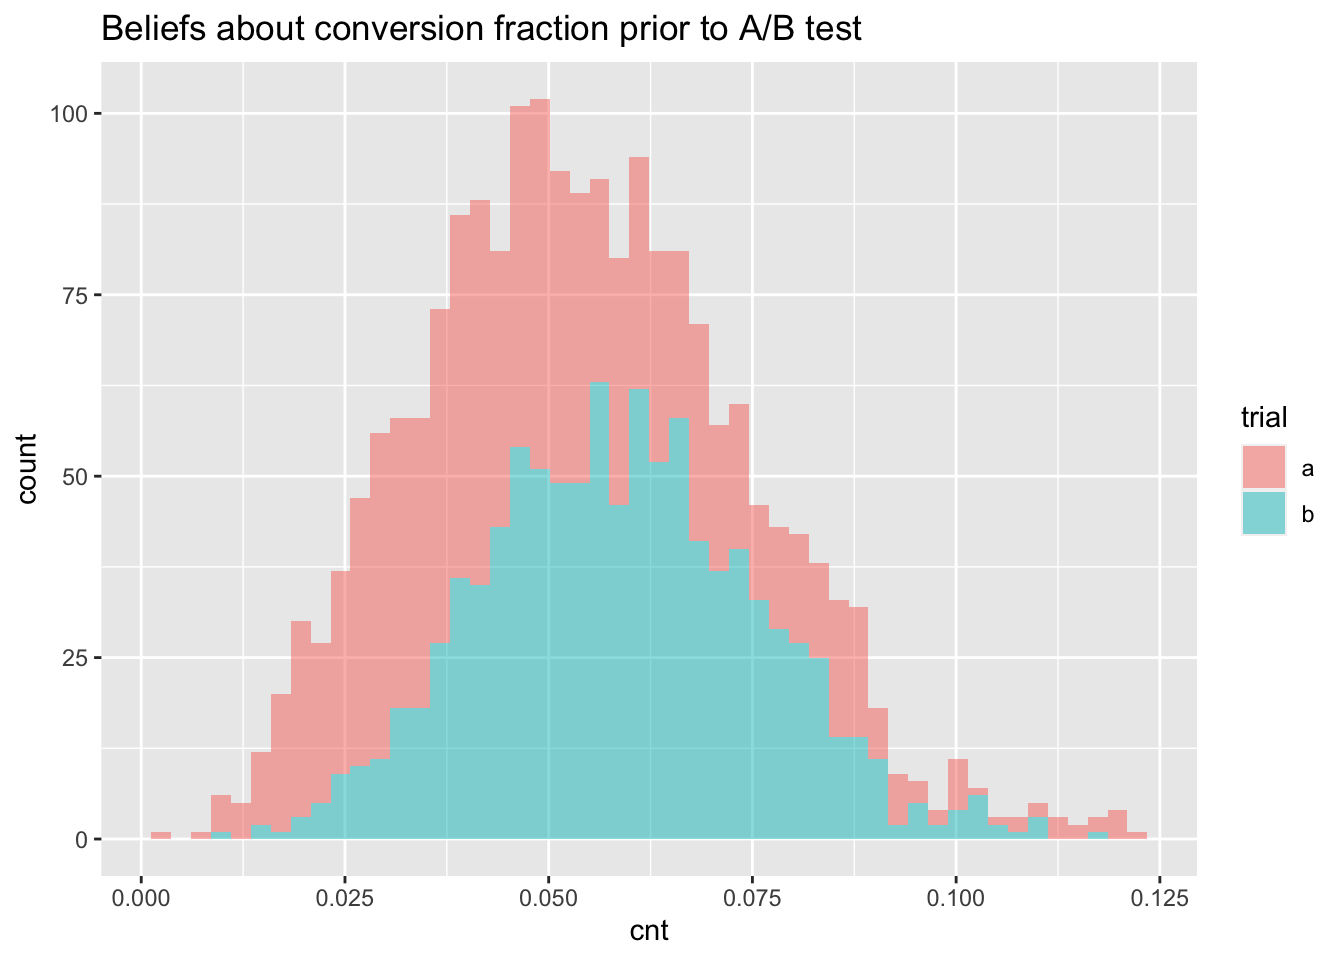 Beliefs about conversion fraction prior to A/B test
100
75
50
25
0
count
0.000 0.025 0.050 0.075 0.100 0.125
cnt
trial
a
b